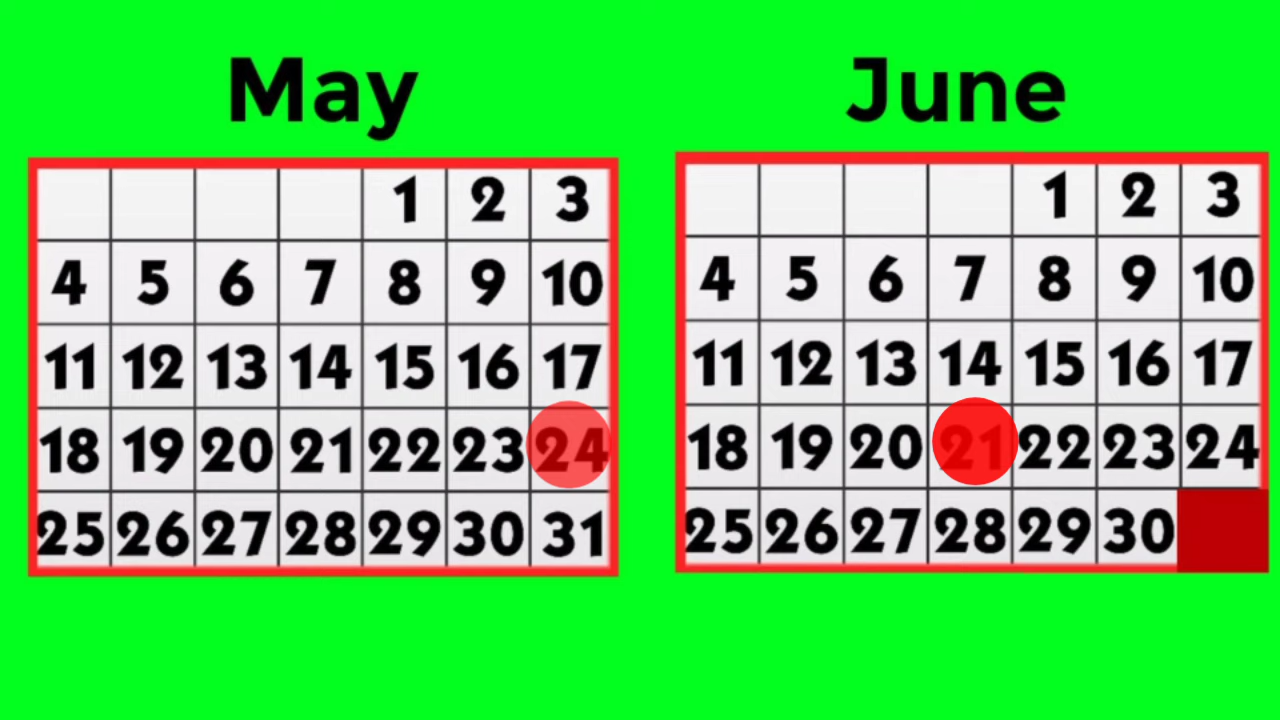 May
1 2 3
4 5 6 7 8 9 10
11 12 13 14 15 16 17
18 19 20 21 22 23 24
25 26 27 28 29 30 31
June
1 2 3
4 5 6 7 8 9 10
11 12 13 14 15 16 17
18 19 20 21 22 23 24
25 26 27 28 29 30